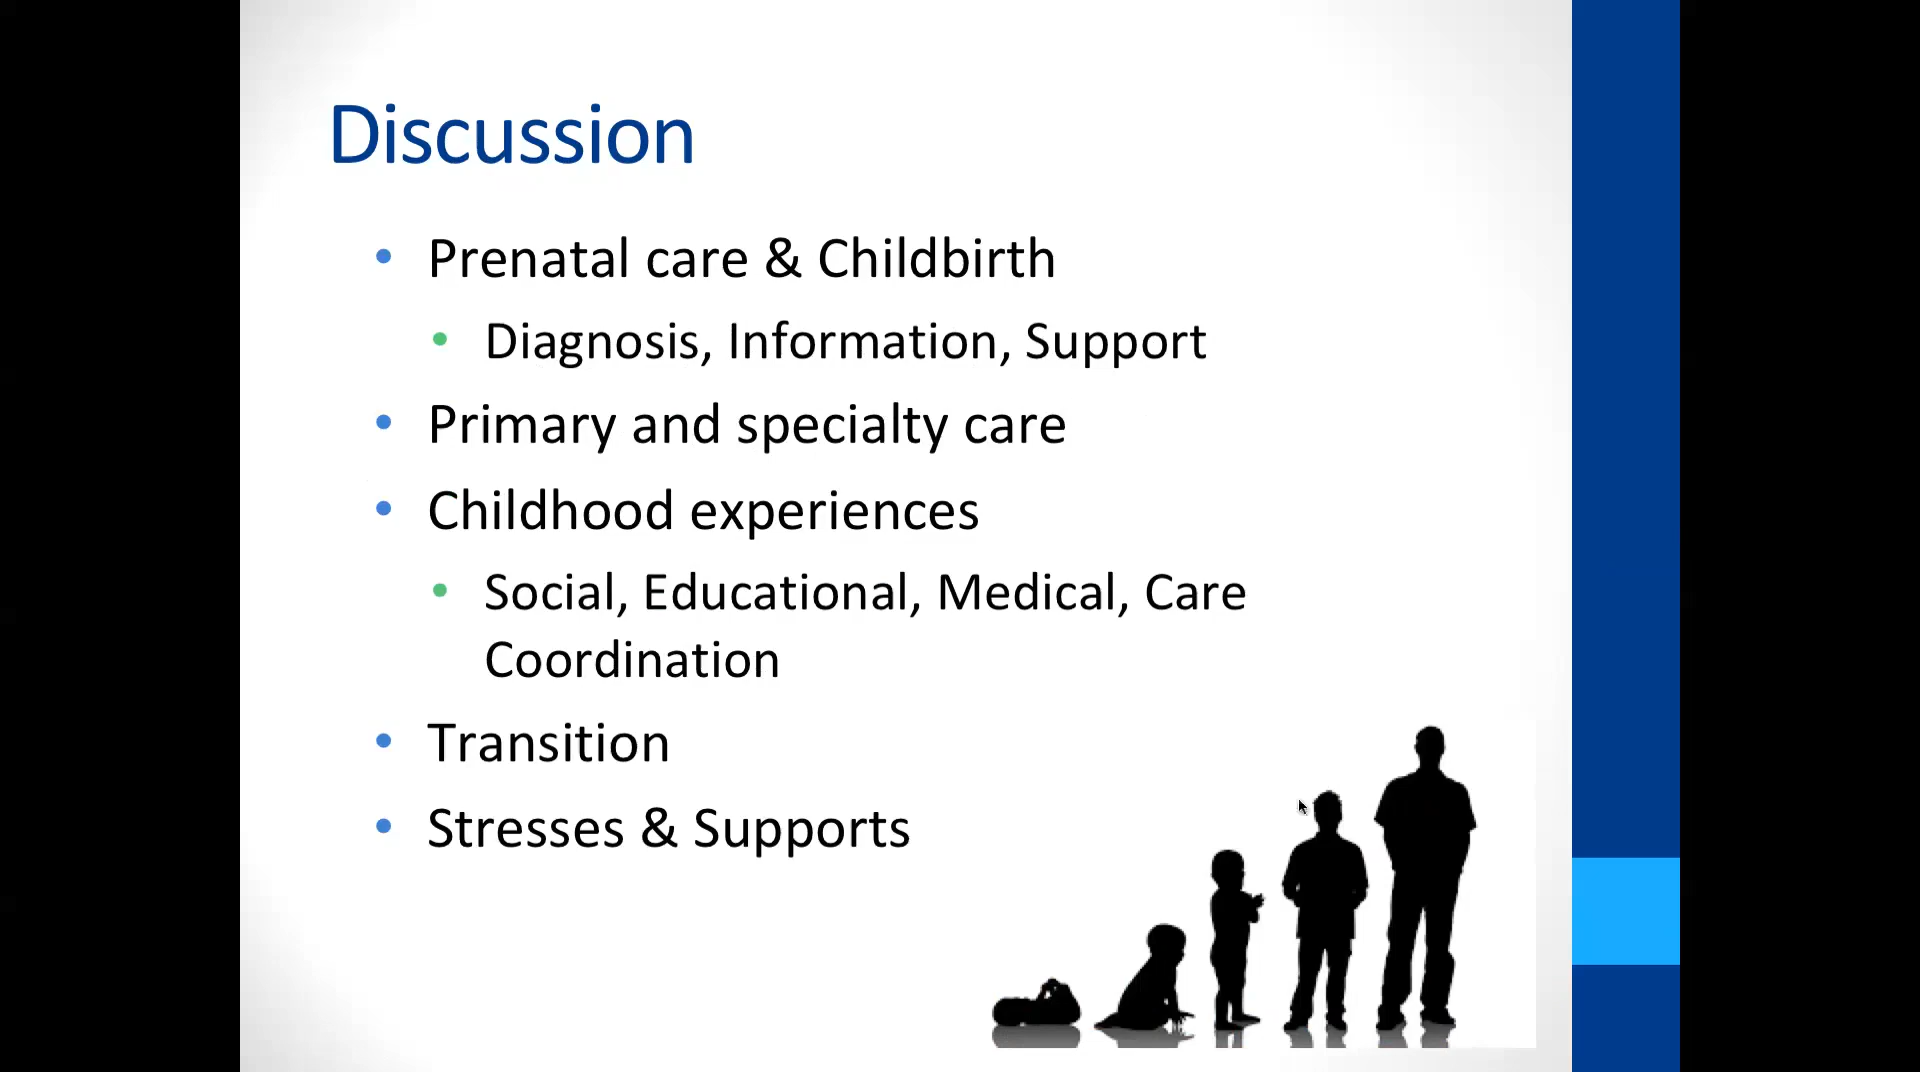 Discussion
• Prenatal care & Childbirth
• Diagnosis, Information, Support
• Primary and specialty care
• Childhood experiences
• Social, Educational, Medical, Care
Coordination
• Transition
• Stresses & Supports